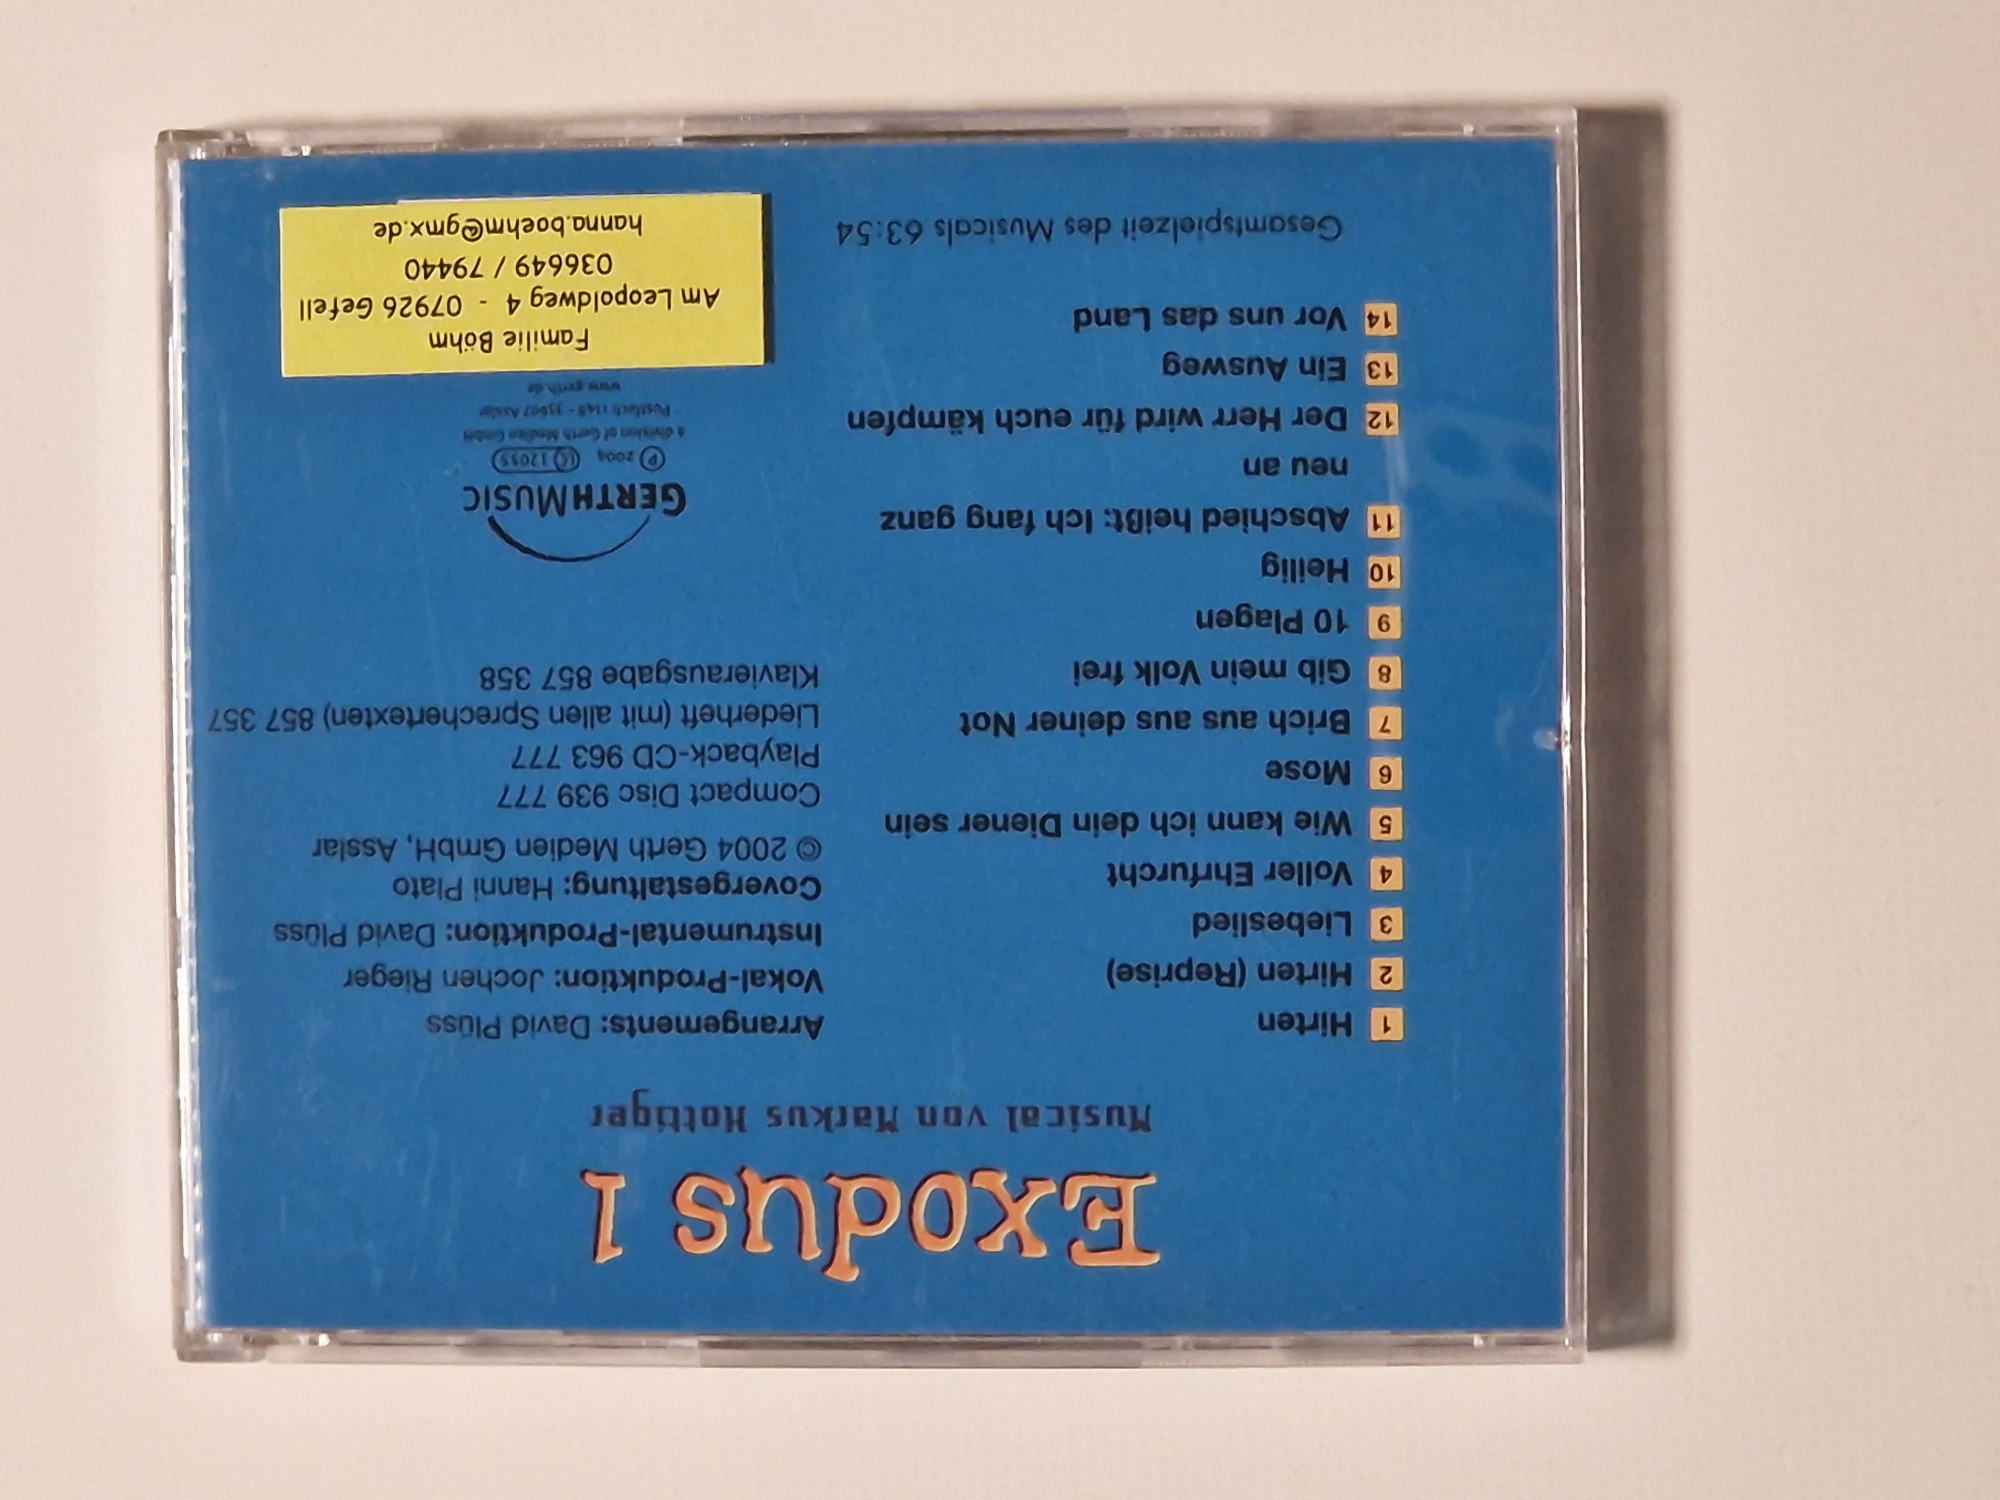 Exodus 1
Musical von Markus Hottiger
1 Hirten
2 Hirten (Reprise)
3 Liebeslied
4 Voller Ehrfurcht
5 Wie kann ich dein Diener sein
6 Mose
7 Brich aus aus deiner Not
8 Gib mein Volk frei
9 10 Plagen
10 Heilig
11 Abschied heißt: Ich fang ganz
neu an
12 Der Herr wird für euch kämpfen
13 Ein Ausweg
14 Vor uns das Land
Gesamtspielzeit des Musicals 63:54
Arrangements: David Plüss
Vokal-Produktion: Jochen Rieger
Instrumental-Produktion: David Plüss
Covergestaltung: Hanni Plato
© 2004 Gerth Medien GmbH, Asslar
Compact Disc 939 777
Playback-CD 963 777
Liederheft (mit allen Sprechertexten) 857 357
Klavierausgabe 857 358
GERTHMUSIC
Ⓟ 2004 LC 12055
a division of Gerth Medien GmbH
Postfach 1148 - 35607 Asslar
www.gerth.de
Familie Böhm
Am Leopoldweg 4 - 07926 Gefell
036649 / 79440
hanna.boehm@gmx.de